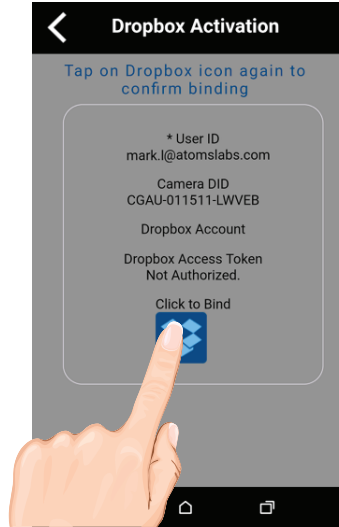 Dropbox Activation
Tap on Dropbox icon again to
confirm binding
* User ID
mark.l@atomslabs.com
Camera DID
CGAU-011511-LWVEB
Dropbox Account
Dropbox Access Token
Not Authorized.
Click to Bind